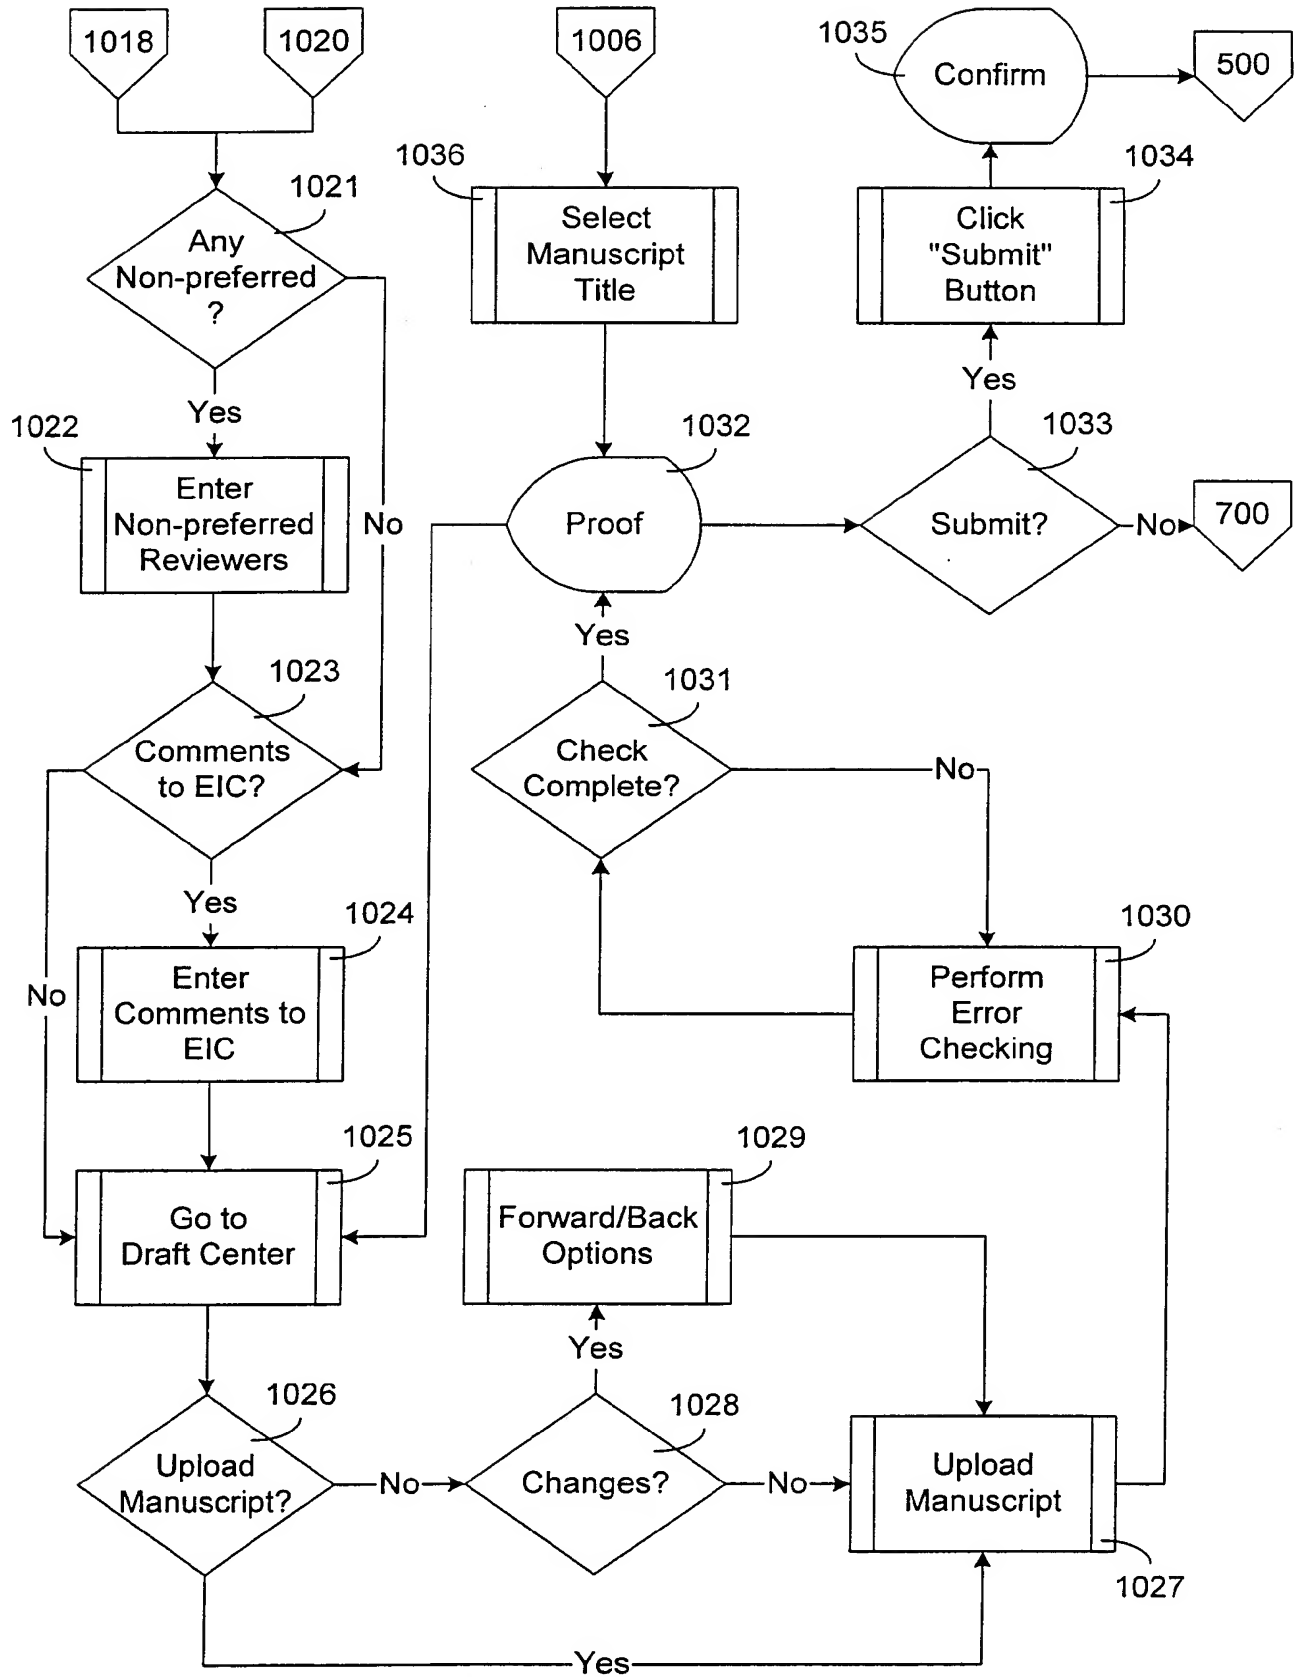 1018
1020
1006
1035
Confirm
500
1036
1034
1021
Select
Manuscript
Title
Click
"Submit"
Button
Any
Non-preferred
?
Yes
Yes
1022
1032
1033
Enter
Non-preferred
Reviewers
No
Proof
Submit?
No
700
Yes
1023
1031
Comments
to EIC?
Check
Complete?
No
Yes
1024
1030
No
Enter
Comments to
EIC
Perform
Error
Checking
1025
1029
Go to
Draft Center
Forward/Back
Options
Yes
1026
1028
Upload
Manuscript?
No
Changes?
No
Upload
Manuscript
1027
Yes